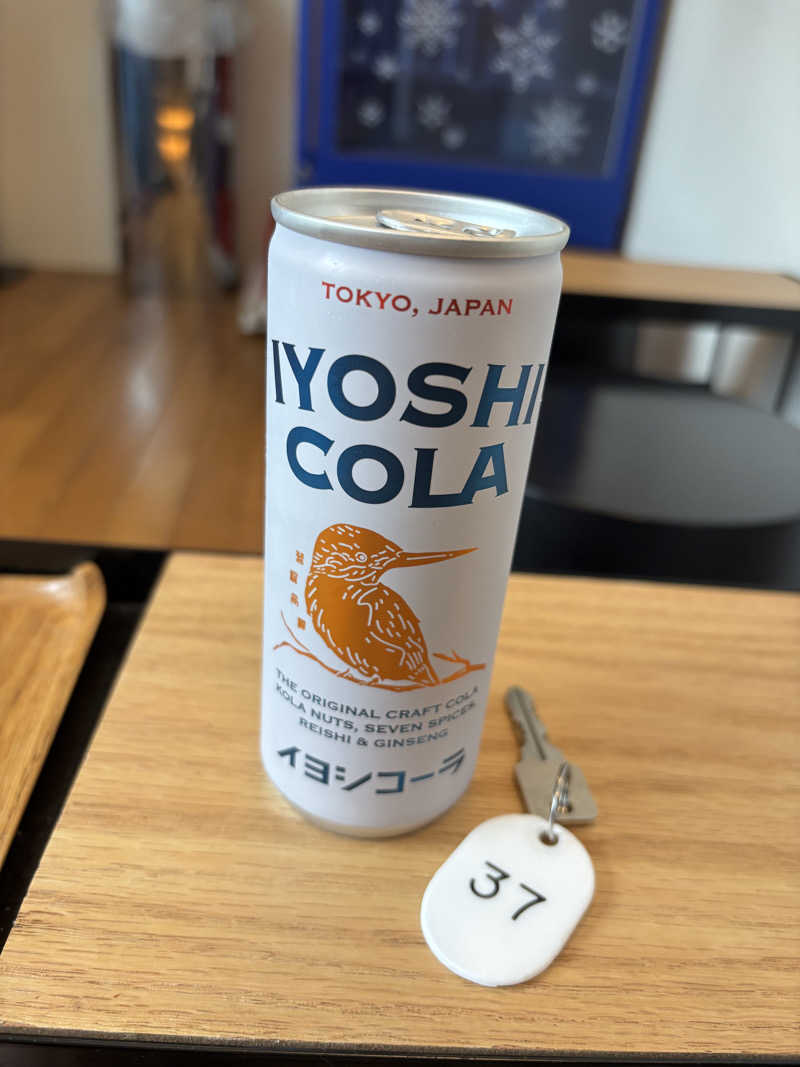 TOKYO, JAPAN
IYOSHI
COLA
THE ORIGINAL CRAFT COLA
KOLA NUTS, SEVEN SPICES,
REISHI & GINSENG
イヨシコーラ
37